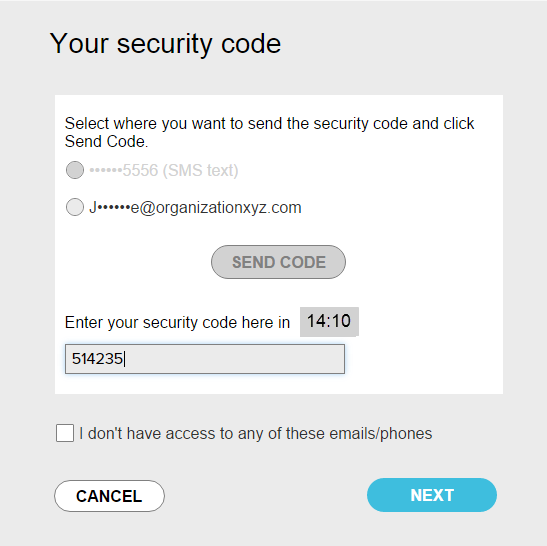 Your security code
Select where you want to send the security code and click
Send Code.
••••••5556 (SMS text)
J••••••e@organizationxyz.com
SEND CODE
Enter your security code here in 14:10
514235
I don't have access to any of these emails/phones
CANCEL NEXT